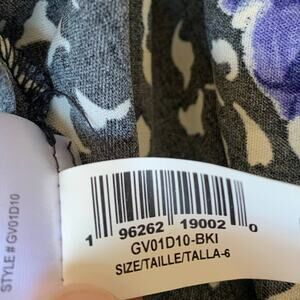 STYLE # GV01D10
1 96262 19002 0
GV01D10-BKI
SIZE/TAILLE/TALLA-6